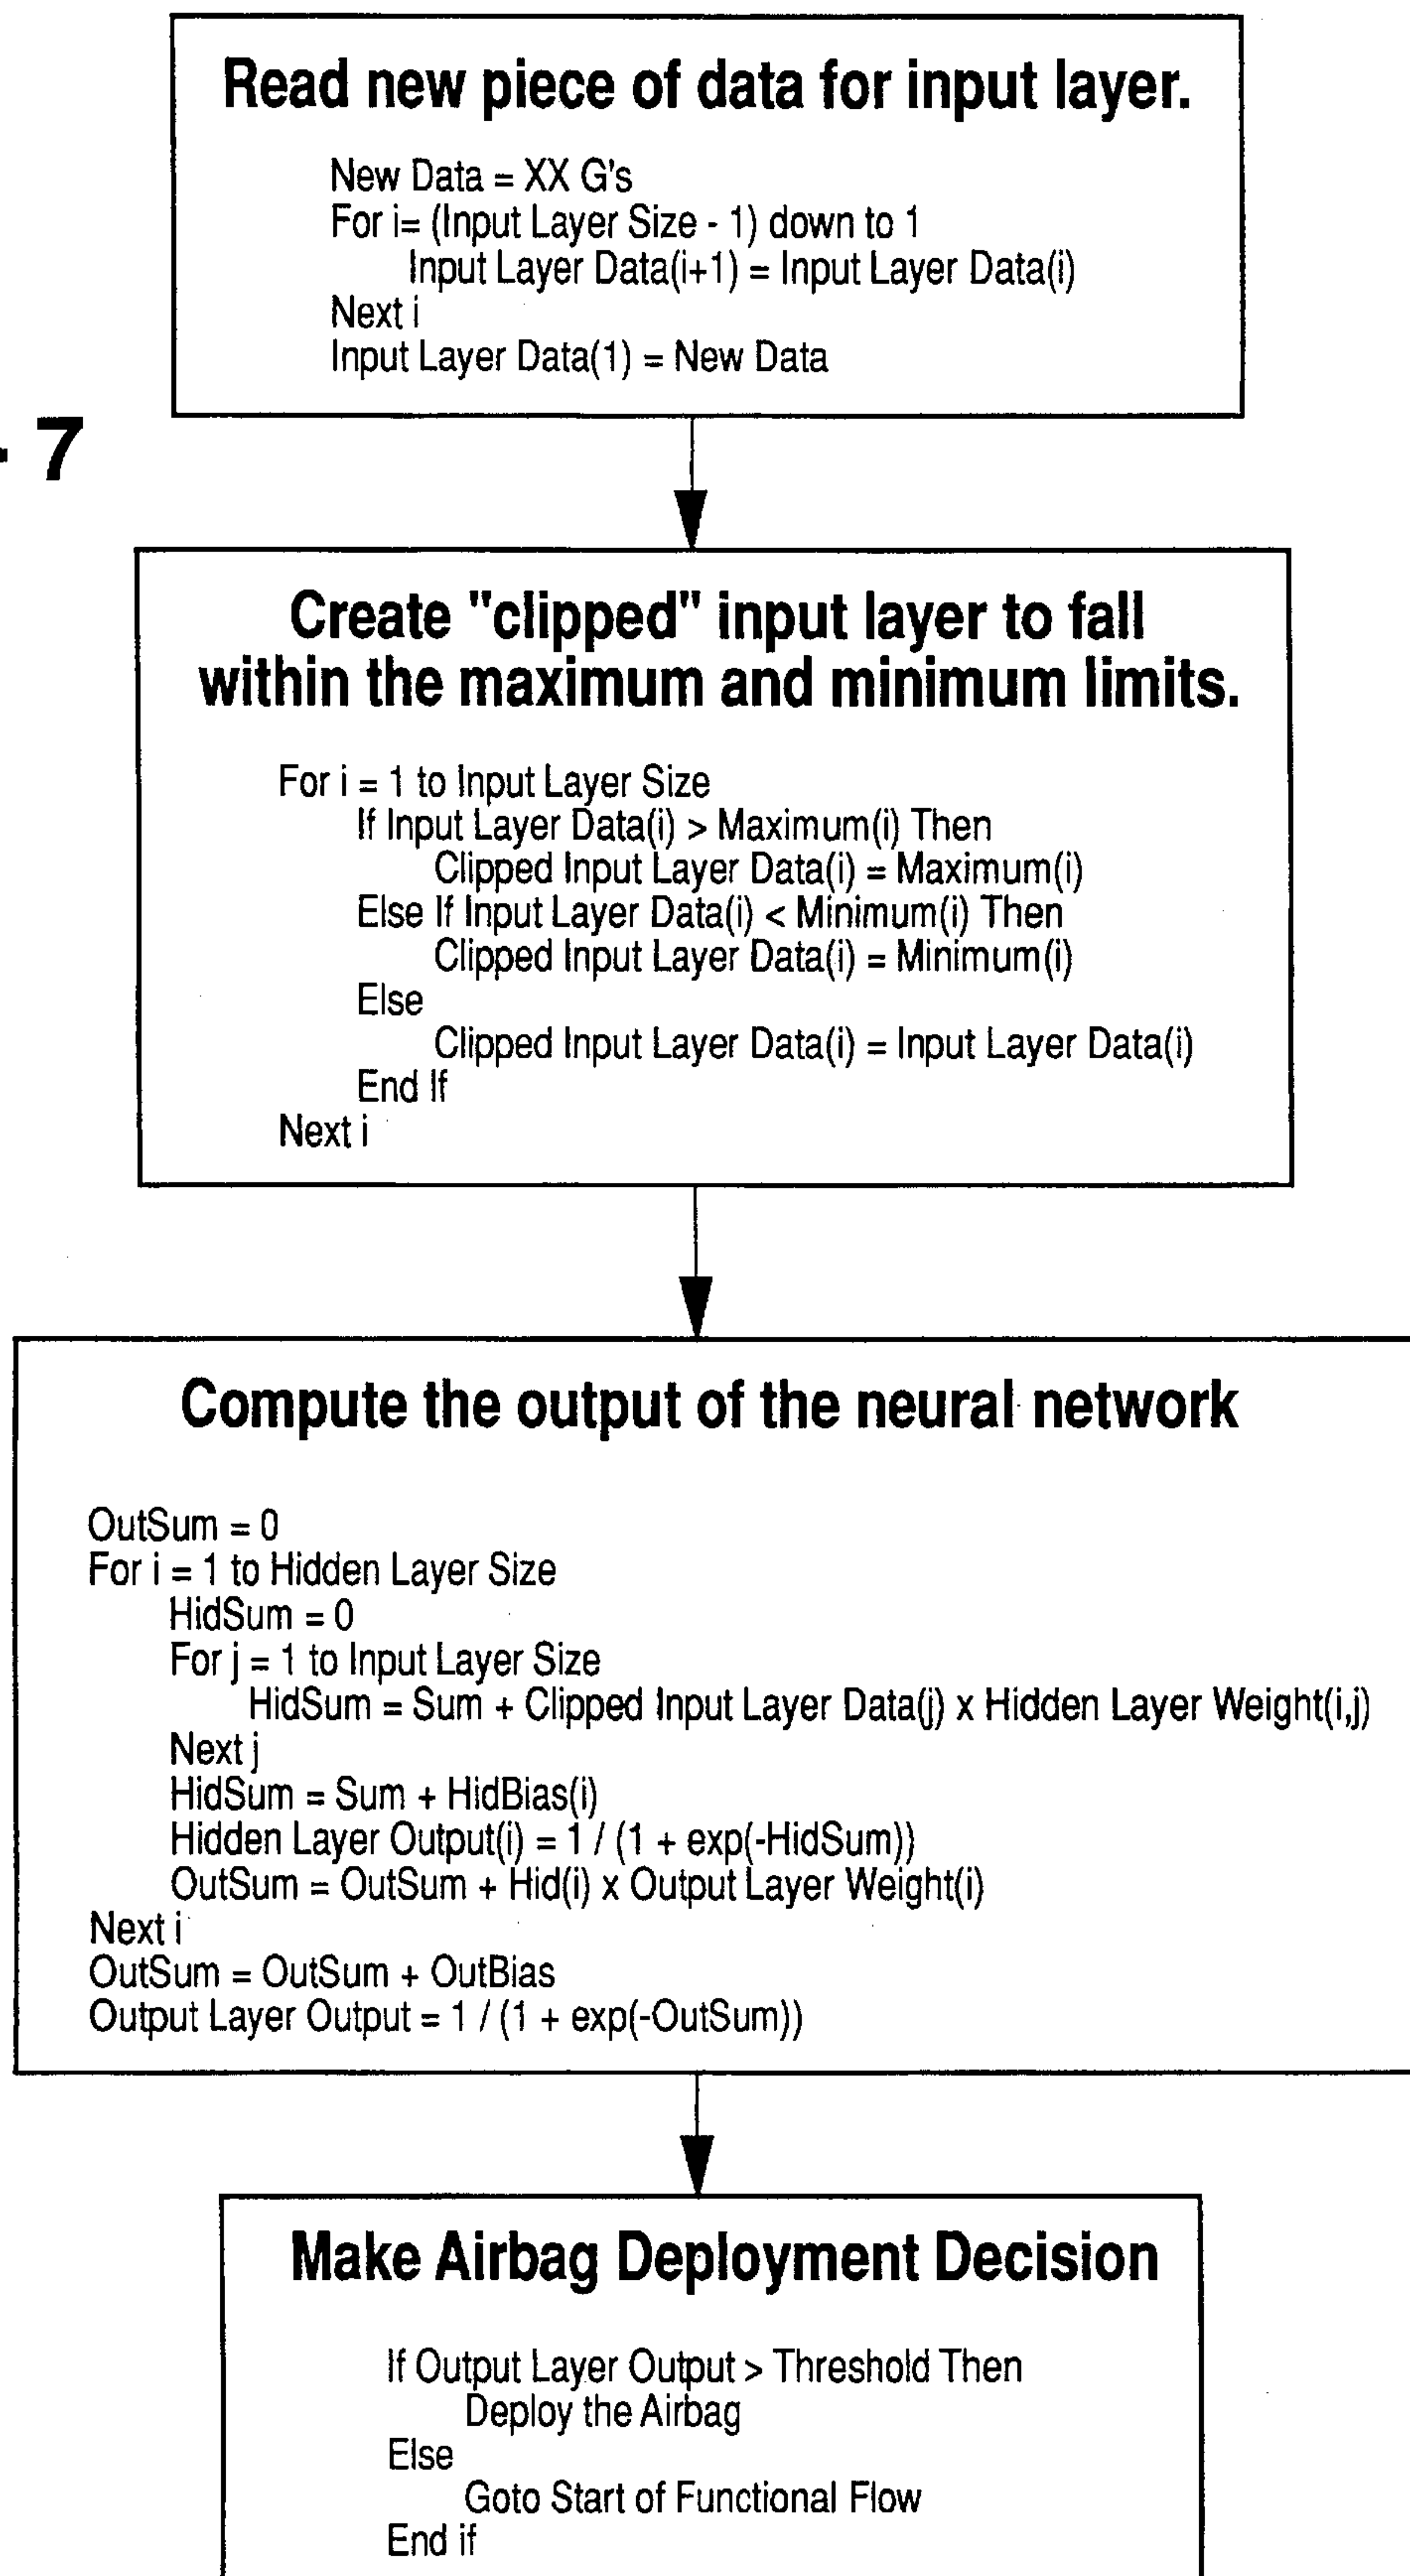 Read new piece of data for input layer.
New Data = XX G's
For i= (Input Layer Size - 1) down to 1
Input Layer Data(i+1) = Input Layer Data(i)
Next i
Input Layer Data(1) = New Data
7
Create "clipped" input layer to fall
within the maximum and minimum limits.
For i = 1 to Input Layer Size
If Input Layer Data(i) > Maximum(i) Then
Clipped Input Layer Data(i) = Maximum(i)
Else If Input Layer Data(i) < Minimum(i) Then
Clipped Input Layer Data(i) = Minimum(i)
Else
Clipped Input Layer Data(i) = Input Layer Data(i)
End If
Next i
Compute the output of the neural network
OutSum = 0
For i = 1 to Hidden Layer Size
HidSum = 0
For j = 1 to Input Layer Size
HidSum = Sum + Clipped Input Layer Data(j) x Hidden Layer Weight(i,j)
Next j
HidSum = Sum + HidBias(i)
Hidden Layer Output(i) = 1 / (1 + exp(-HidSum))
OutSum = OutSum + Hid(i) x Output Layer Weight(i)
Next i
OutSum = OutSum + OutBias
Output Layer Output = 1 / (1 + exp(-OutSum))
Make Airbag Deployment Decision
If Output Layer Output > Threshold Then
Deploy the Airbag
Else
Goto Start of Functional Flow
End if